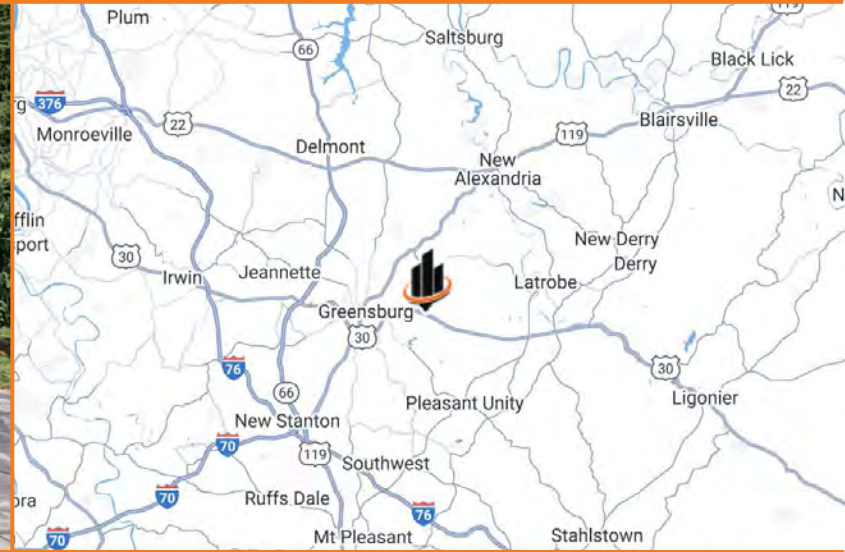 119
Plum
66
Saltsburg
Black Lick
376
22
22
Monroeville
119
Blairsville
Delmont
New
Alexandria
fflin
port
30
New Derry
Derry
Irwin
Jeannette
Latrobe
Greensburg
30
76
30
66
Ligonier
Pleasant Unity
New Stanton
70
119
Southwest
70
Ruffs Dale
76
70
Mt Pleasant
Stahlstown